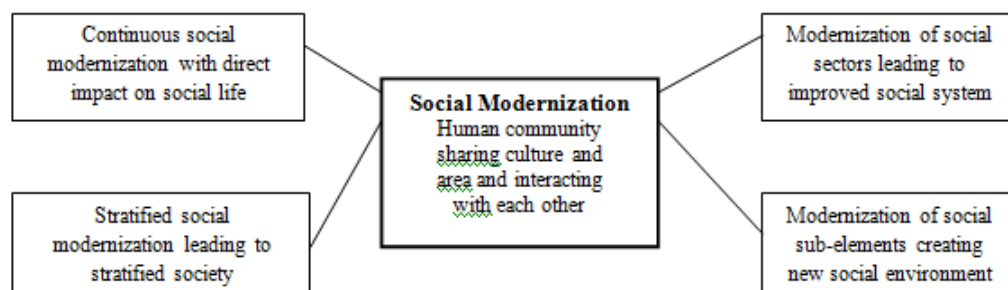 Continuous social
modernization with direct
impact on social life
Stratified social
modernization leading to
stratified society
Social Modernization
Human community
sharing culture and
area and interacting
with each other
Modernization of social
sectors leading to
improved social system
Modernization of social
sub-elements creating
new social environment